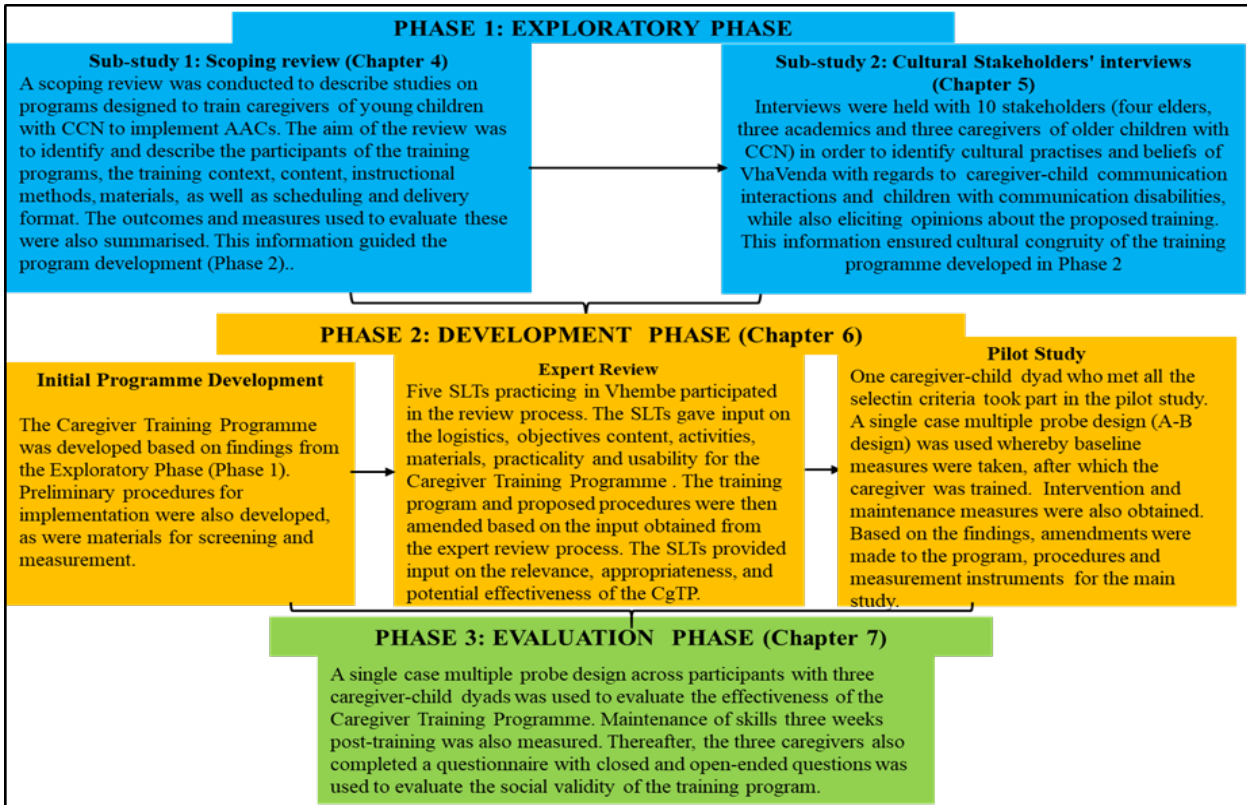 PHASE 1: EXPLORATORY PHASE
Sub-study 1: Scoping review (Chapter 4)
A scoping review was conducted to describe studies on
programs designed to train caregivers of young children
with CCN to implement AACs. The aim of the review was
to identify and describe the participants of the training
programs, the training context, content, instructional
methods, materials, as well as scheduling and delivery
format. The outcomes and measures used to evaluate these
were also summarised. This information guided the
program development (Phase 2)..
Sub-study 2: Cultural Stakeholders' interviews
(Chapter 5)
Interviews were held with 10 stakeholders (four elders,
three academics and three caregivers of older children with
CCN) in order to identify cultural practises and beliefs of
VhaVenda with regards to caregiver-child communication
interactions and children with communication disabilities,
while also eliciting opinions about the proposed training.
This information ensured cultural congruity of the training
programme developed in Phase 2
PHASE 2: DEVELOPMENT PHASE (Chapter 6)
Initial Programme Development
The Caregiver Training Programme
was developed based on findings from
the Exploratory Phase (Phase 1).
Preliminary procedures for
implementation were also developed,
as were materials for screening and
measurement.
Expert Review
Five SLTs practicing in Vhembe participated
in the review process. The SLTs gave input on
the logistics, objectives content, activities,
materials, practicality and usability for the
Caregiver Training Programme . The training
program and proposed procedures were then
amended based on the input obtained from
the expert review process. The SLTs provided
input on the relevance, appropriateness, and
potential effectiveness of the CgTP.
Pilot Study
One caregiver-child dyad who met all the
selectin criteria took part in the pilot study.
A single case multiple probe design (A-B
design) was used whereby baseline
measures were taken, after which the
caregiver was trained. Intervention and
maintenance measures were also obtained.
Based on the findings, amendments were
made to the program, procedures and
measurement instruments for the main
study.
PHASE 3: EVALUATION PHASE (Chapter 7)
A single case multiple probe design across participants with three
caregiver-child dyads was used to evaluate the effectiveness of the
Caregiver Training Programme. Maintenance of skills three weeks
post-training was also measured. Thereafter, the three caregivers also
completed a questionnaire with closed and open-ended questions was
used to evaluate the social validity of the training program.